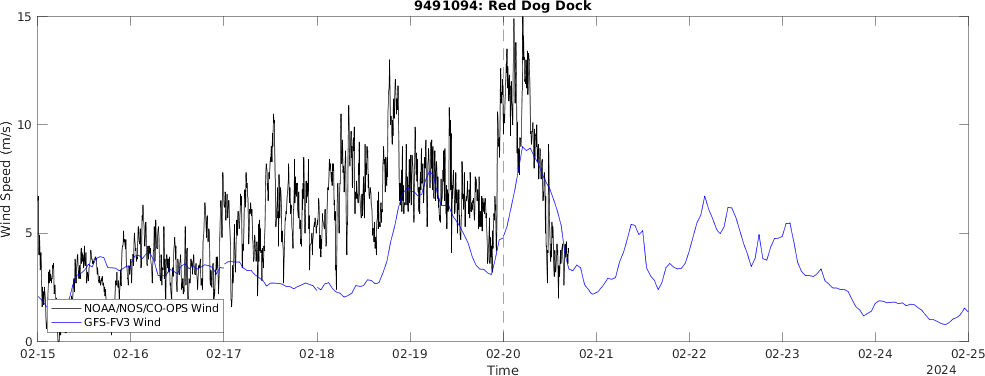 9491094: Red Dog Dock
15
10
5
0
Wind Speed (m/s)
NOAA/NOS/CO-OPS Wind
GFS-FV3 Wind
02-15 02-16 02-17 02-18 02-19 02-20 02-21 02-22 02-23 02-24 02-25
Time
2024